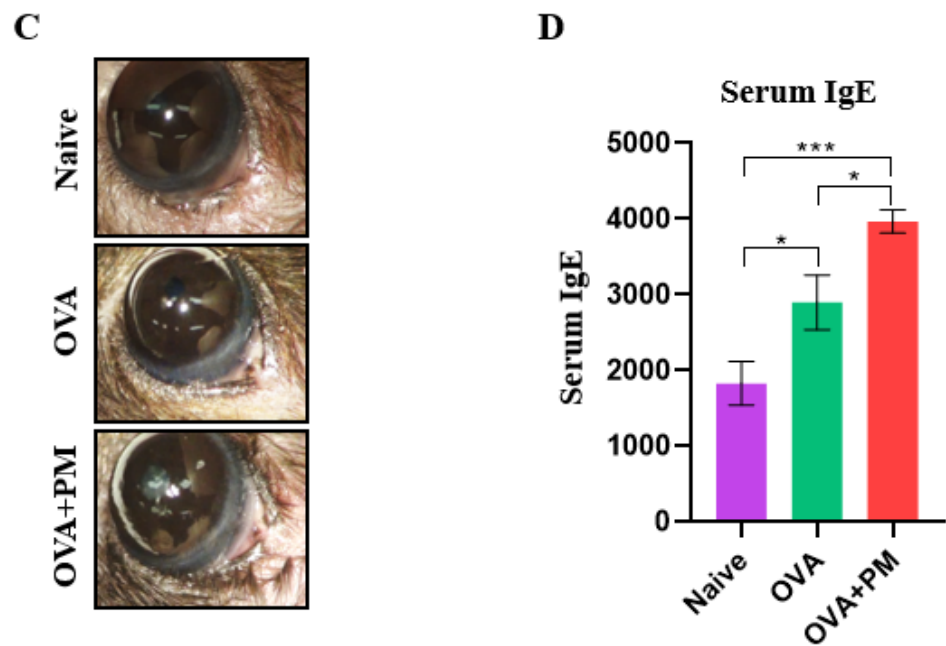 C
Naive
OVA
OVA+PM
D
Serum IgE
Serum IgE
5000
4000
3000
2000
1000
0
***
*
*
Naive
OVA
OVA+PM